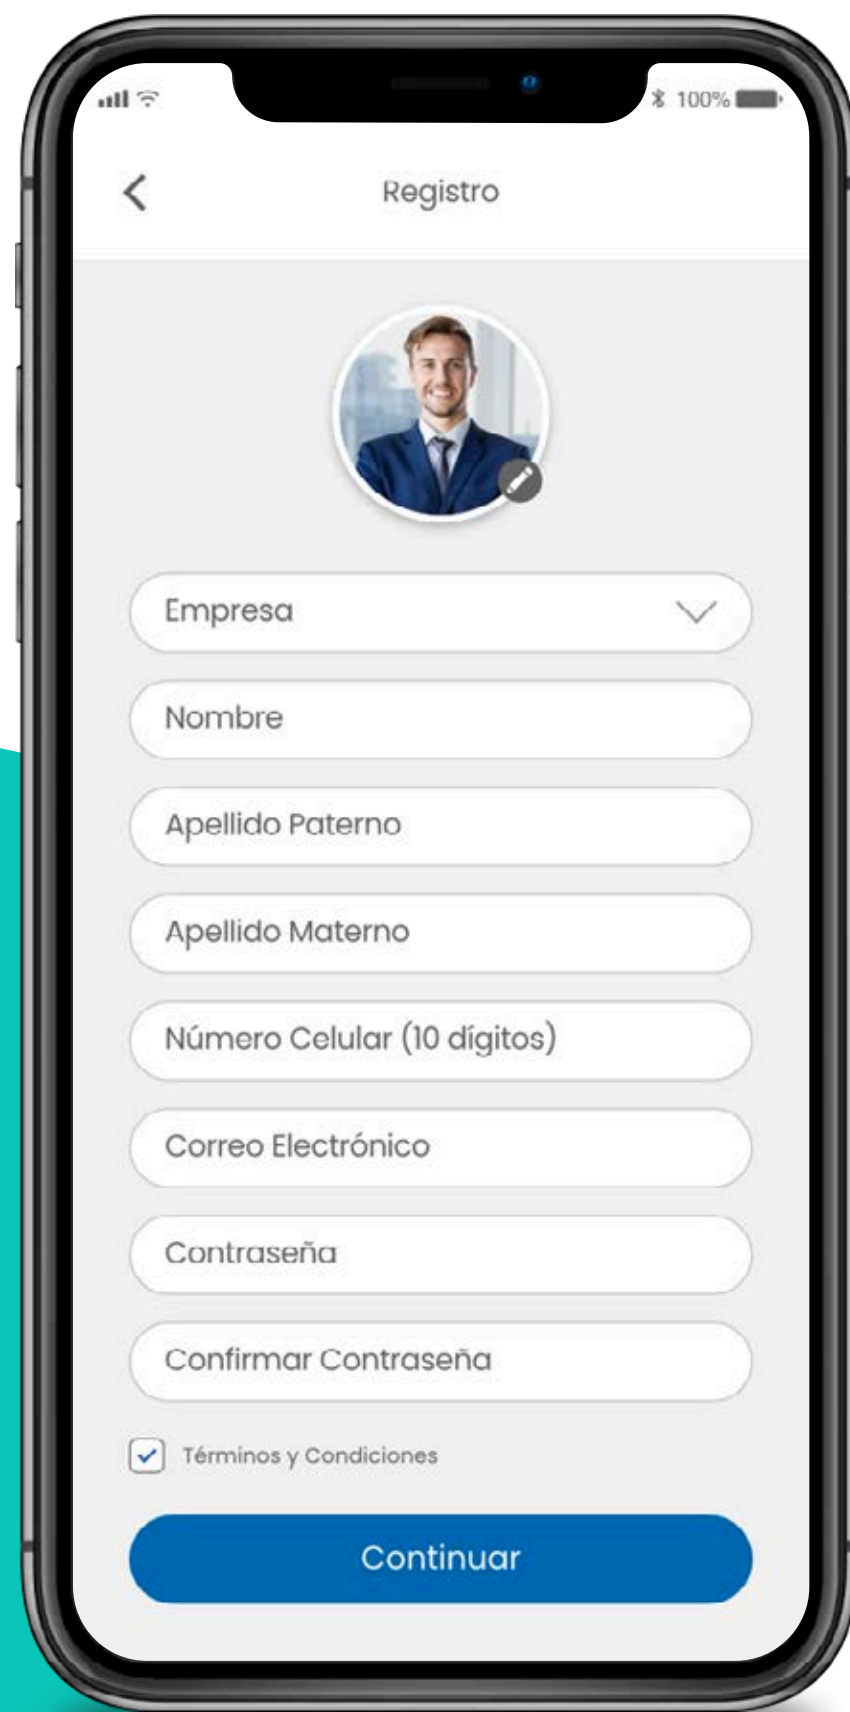 100%
Registro
Empresa
Nombre
Apellido Paterno
Apellido Materno
Número Celular (10 dígitos)
Correo Electrónico
Contraseña
Confirmar Contraseña
Términos y Condiciones
Continuar